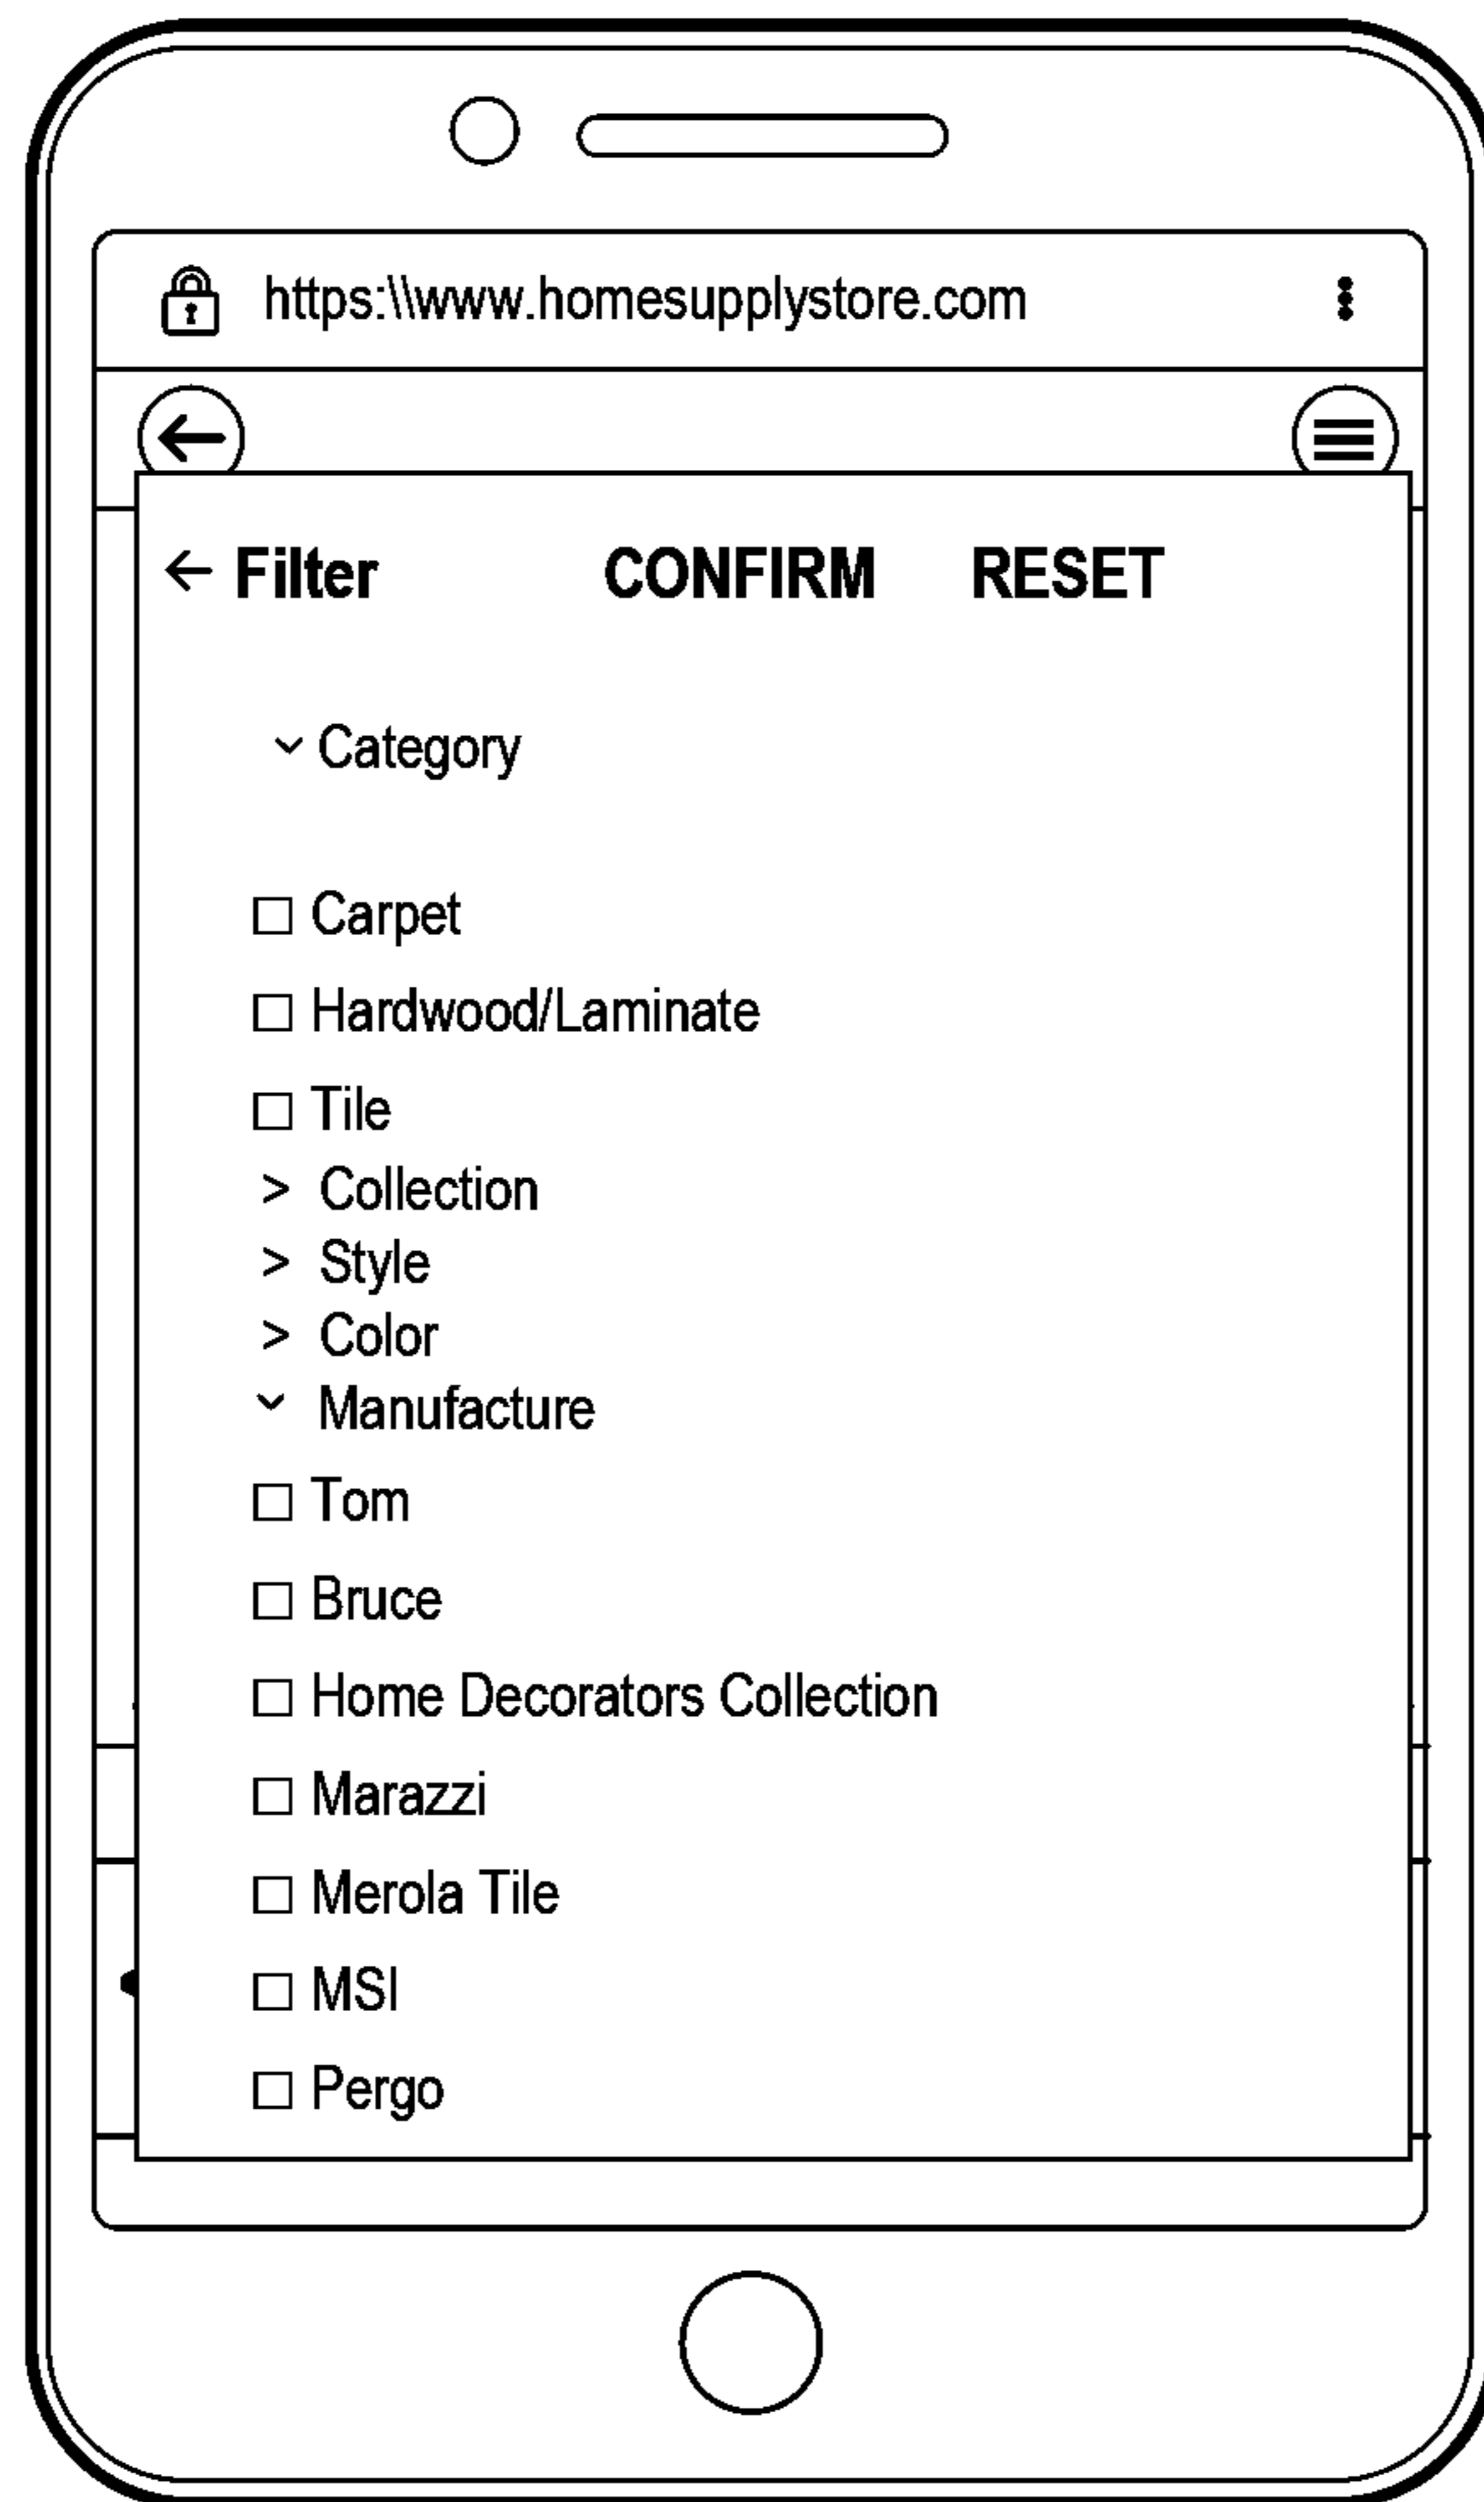 https:\\www.homesupplystore.com
← Filter CONFIRM RESET
Category
Carpet
Hardwood/Laminate
Tile
> Collection
> Style
> Color
Manufacture
Tom
Bruce
Home Decorators Collection
Marazzi
Merola Tile
MSI
Pergo